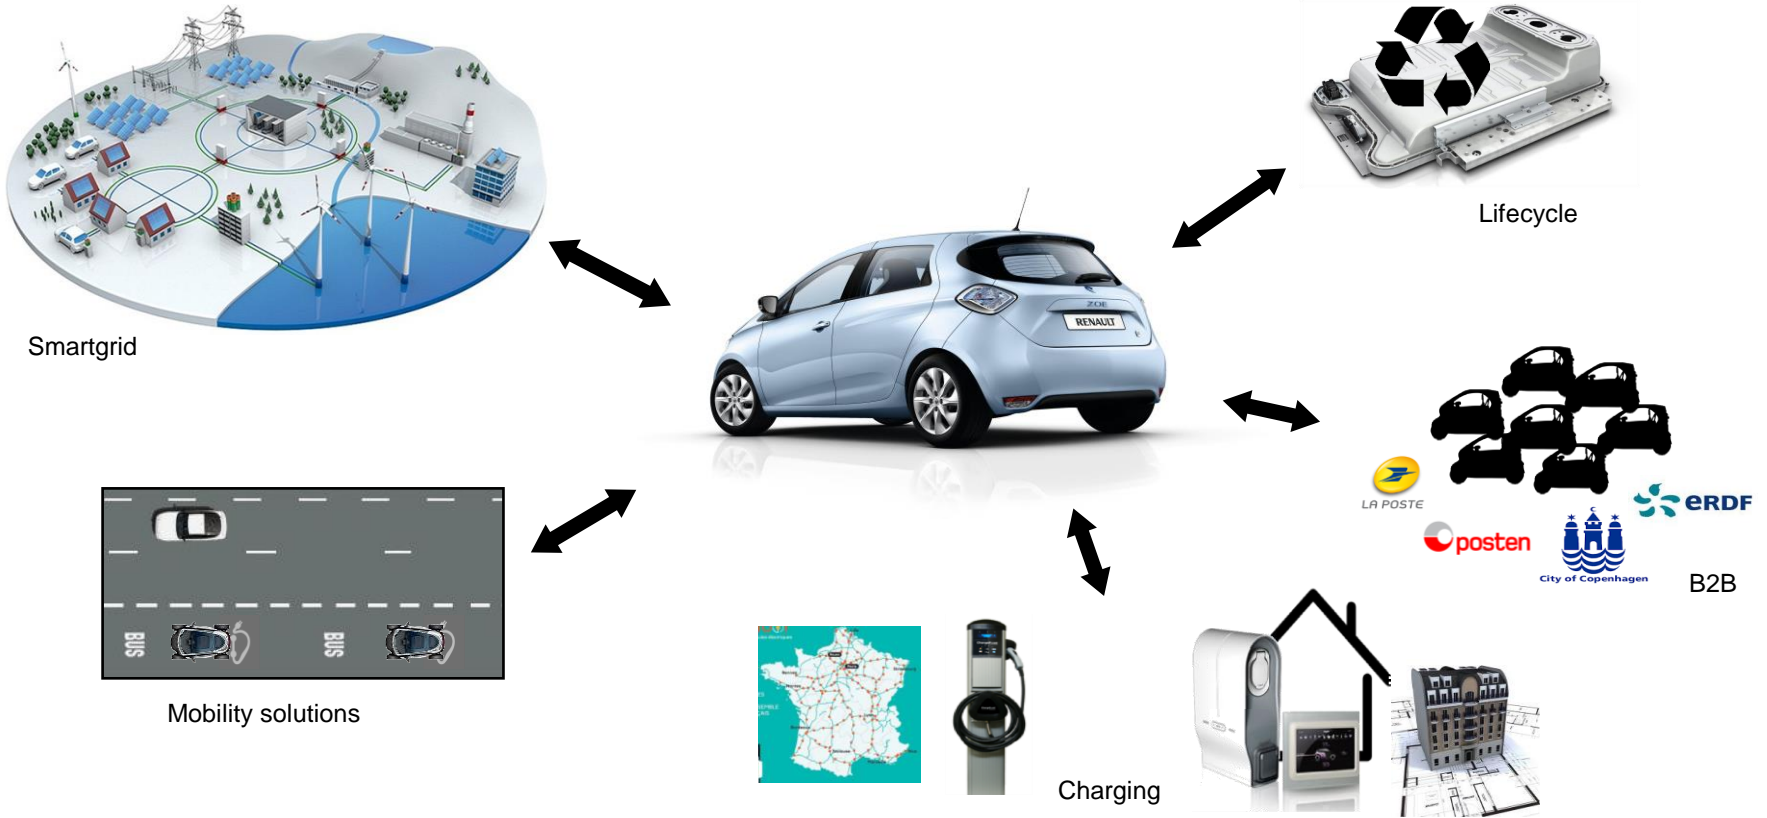 Smartgrid
Lifecycle
ZOE
RENAULT
LA POSTE
eRDF
posten
City of Copenhagen
B2B
BUS
BUS
Mobility solutions
Charging